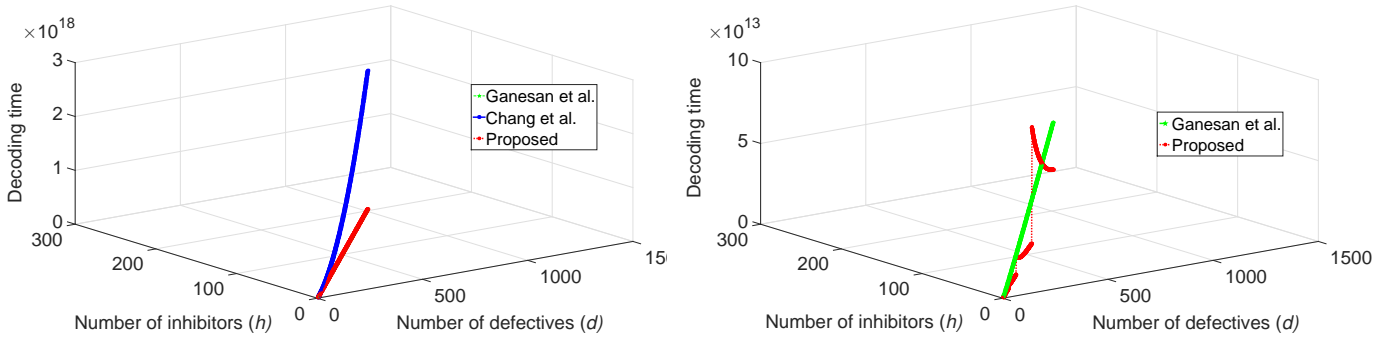 ×10^18
3
2
1
0
Decoding time
300
200
100
0
Number of inhibitors (h)
0
500
1000
150
Number of defectives (d)
Ganesan et al.
Chang et al.
Proposed
×10^13
10
5
0
Decoding time
300
200
100
0
Number of inhibitors (h)
0
500
1000
1500
Number of defectives (d)
Ganesan et al.
Proposed